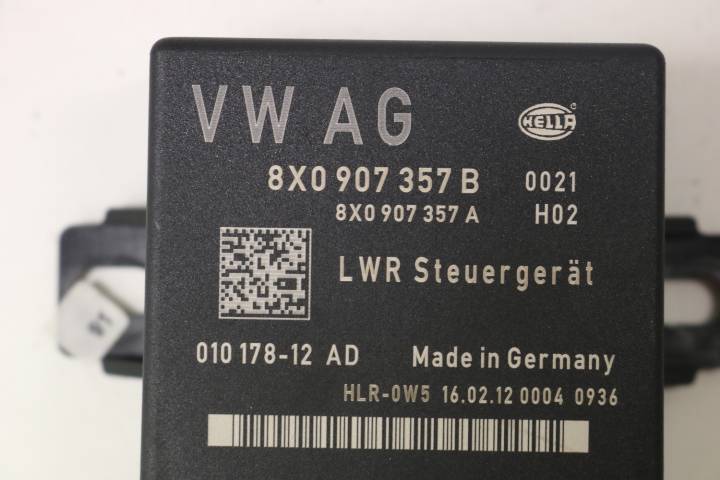 VW AG
HELLA
8X0 907 357 B 0021
8X0 907 357 A H02
LWR Steuergerät
010 178-12 AD Made in Germany
HLR-0W5 16.02.12 0004 0936